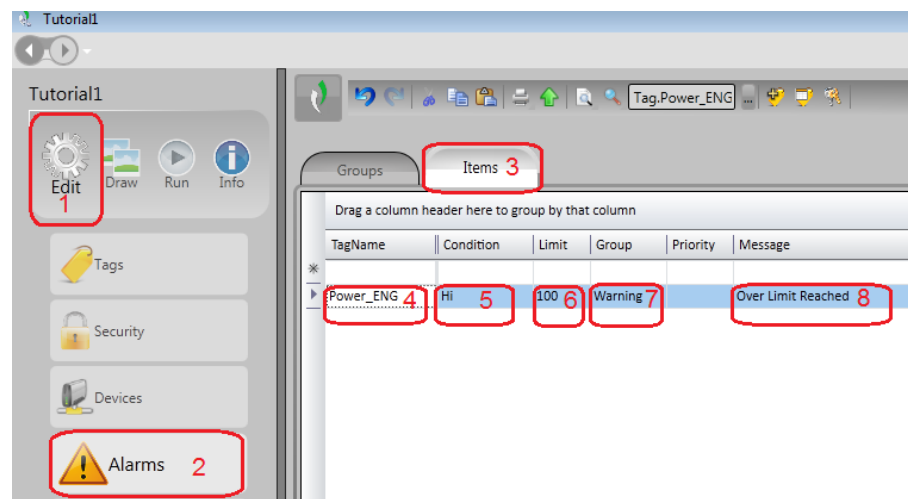 Tutorial1
Tutorial1
Edit Draw Run Info
1
Tags
Security
Devices
Alarms 2
Tag.Power_ENG ...
Groups Items 3
Drag a column header here to group by that column
TagName Condition Limit Group Priority Message
Power_ENG 4 Hi 5 100 6 Warning 7 Over Limit Reached 8